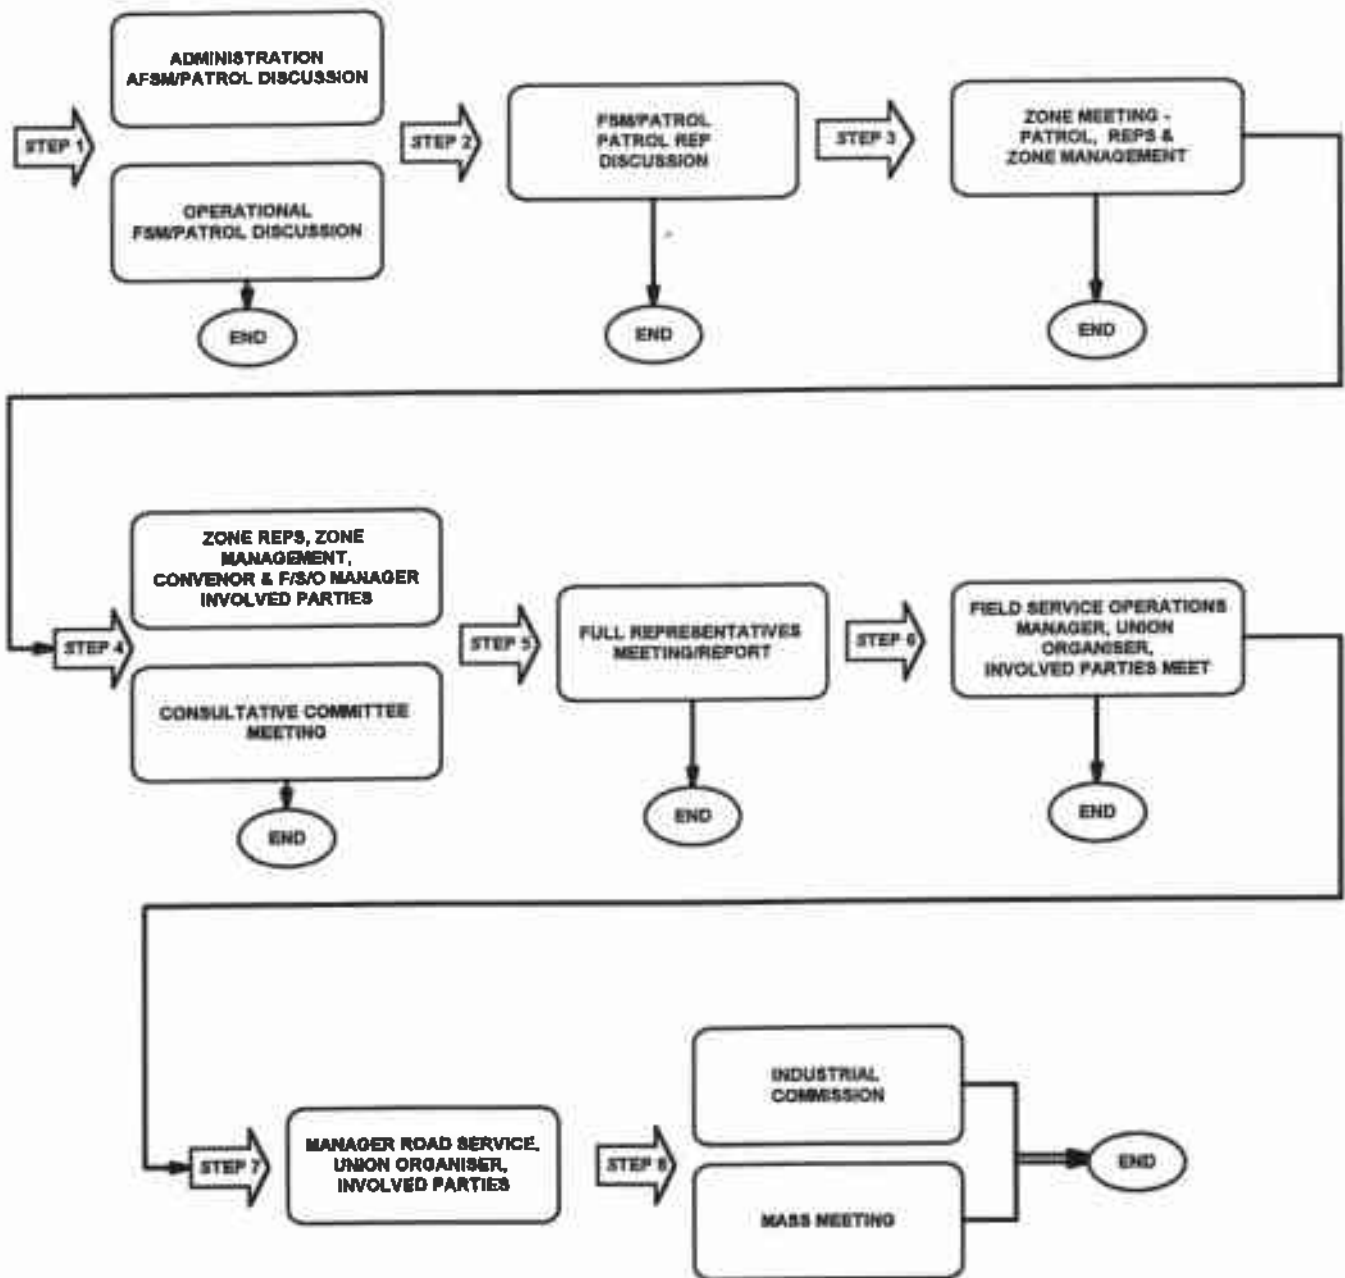 STEP 1
ADMINISTRATION
AFSM/PATROL DISCUSSION
OPERATIONAL
FSM/PATROL DISCUSSION
END
STEP 2
FSM/PATROL
PATROL REP
DISCUSSION
END
STEP 3
ZONE MEETING -
PATROL, REPS &
ZONE MANAGEMENT
END
STEP 4
ZONE REPS, ZONE
MANAGEMENT,
CONVENOR & F/S/O MANAGER
INVOLVED PARTIES
CONSULTATIVE COMMITTEE
MEETING
END
STEP 5
FULL REPRESENTATIVES
MEETING/REPORT
END
STEP 6
FIELD SERVICE OPERATIONS
MANAGER, UNION
ORGANISER,
INVOLVED PARTIES MEET
END
STEP 7
MANAGER ROAD SERVICE,
UNION ORGANISER,
INVOLVED PARTIES
STEP 8
INDUSTRIAL
COMMISSION
MASS MEETING
END